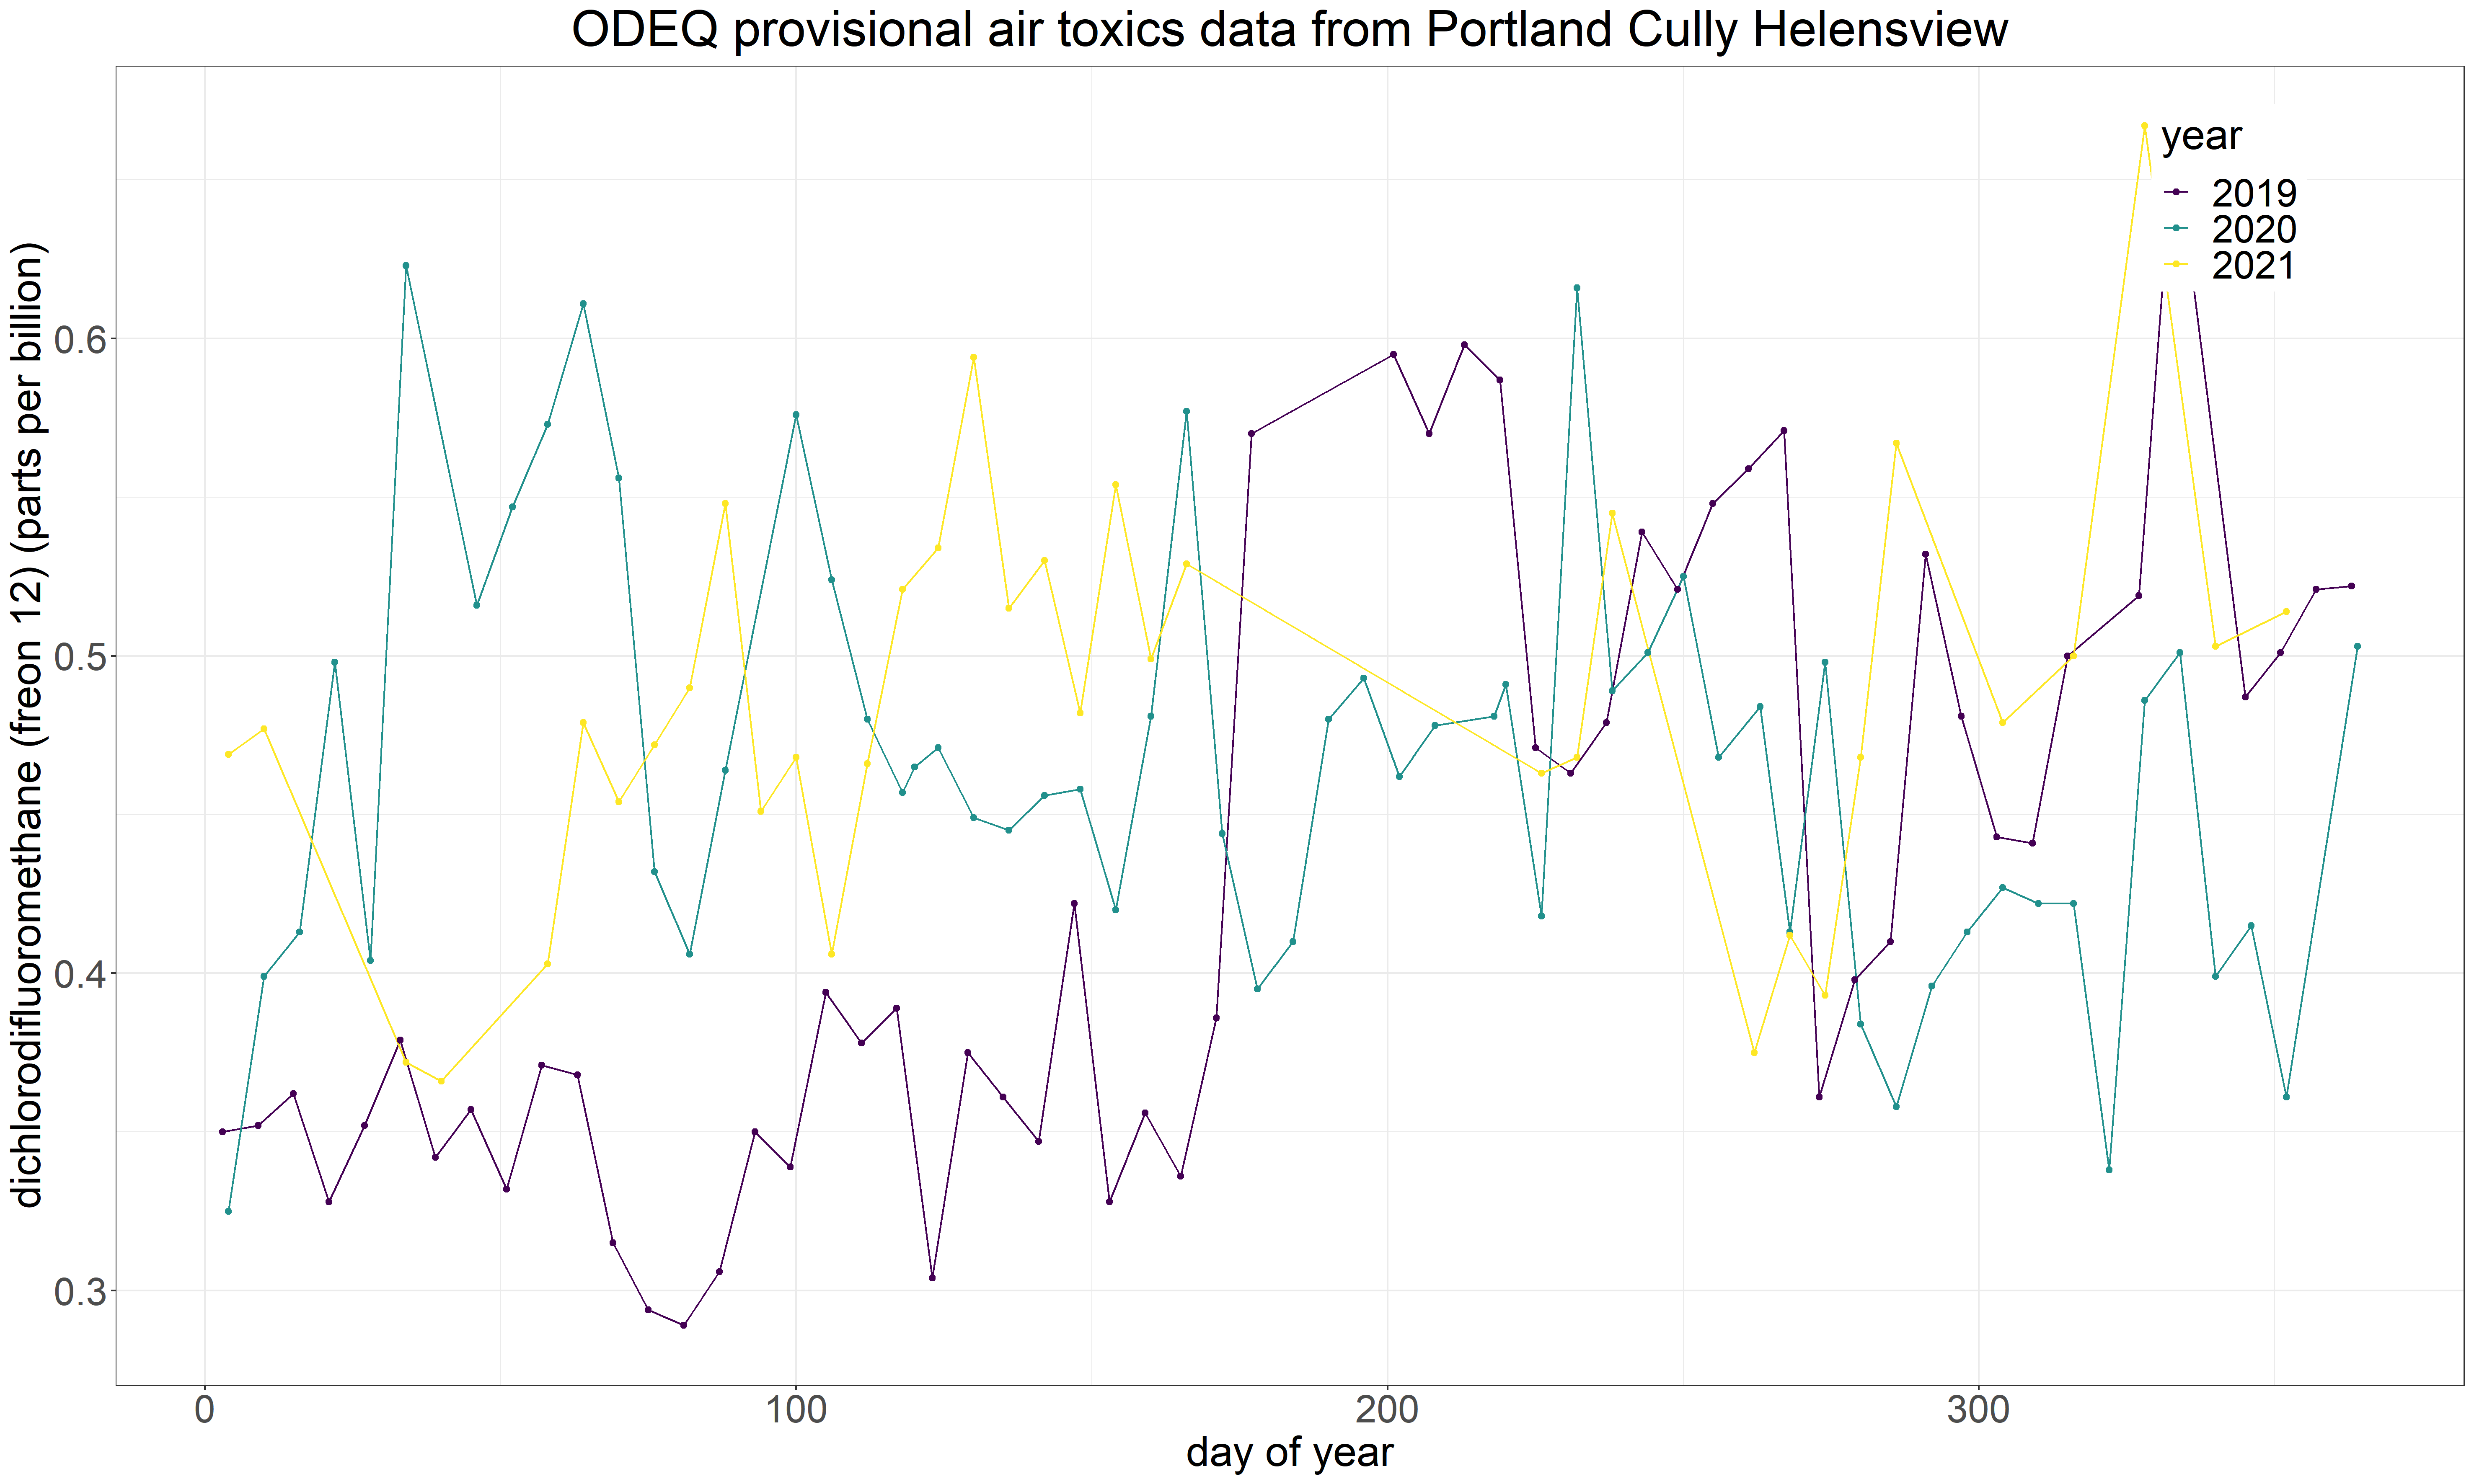 ODEQ provisional air toxics data from Portland Cully Helensview
dichlorodifluoromethane (freon 12) (parts per billion)
0.6
0.5
0.4
0.3
year
2019
2020
2021
0
100
200
300
day of year